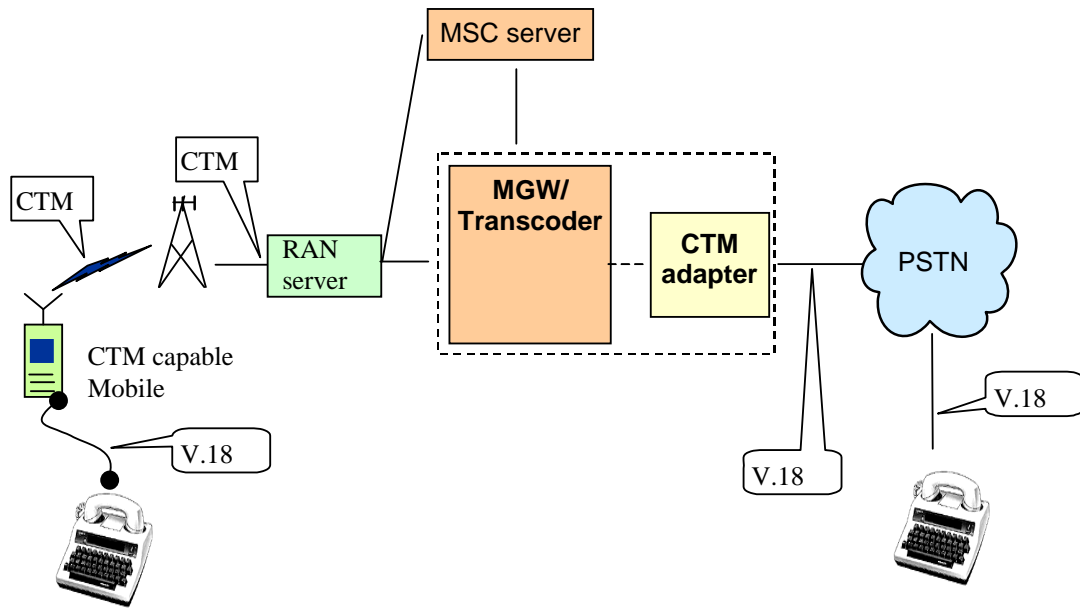 MSC server
CTM
CTM
MGW/
Transcoder
RAN
server
CTM
adapter
PSTN
CTM capable
Mobile
V.18
V.18
V.18